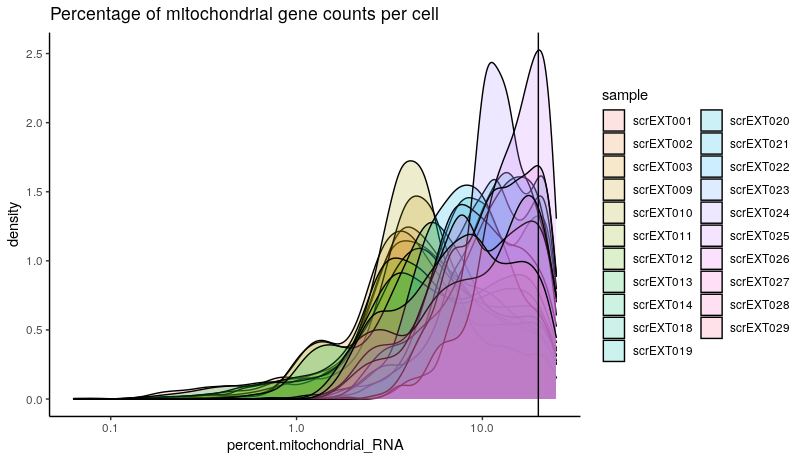 Percentage of mitochondrial gene counts per cell
density
2.5
2.0
1.5
1.0
0.5
0.0
0.1
1.0
10.0
percent.mitochondrial_RNA
sample
scrEXT001
scrEXT002
scrEXT003
scrEXT009
scrEXT010
scrEXT011
scrEXT012
scrEXT013
scrEXT014
scrEXT018
scrEXT019
scrEXT020
scrEXT021
scrEXT022
scrEXT023
scrEXT024
scrEXT025
scrEXT026
scrEXT027
scrEXT028
scrEXT029